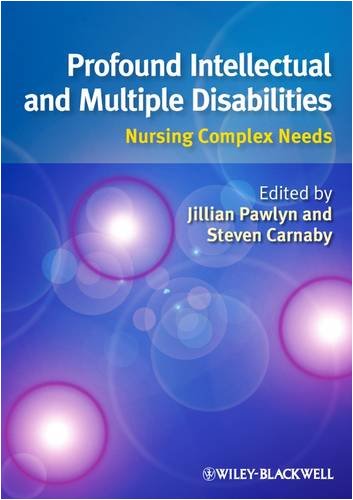 Profound Intellectual
and Multiple Disabilities
Nursing Complex Needs
Edited by
Jillian Pawlyn and
Steven Carnaby
WILEY-BLACKWELL